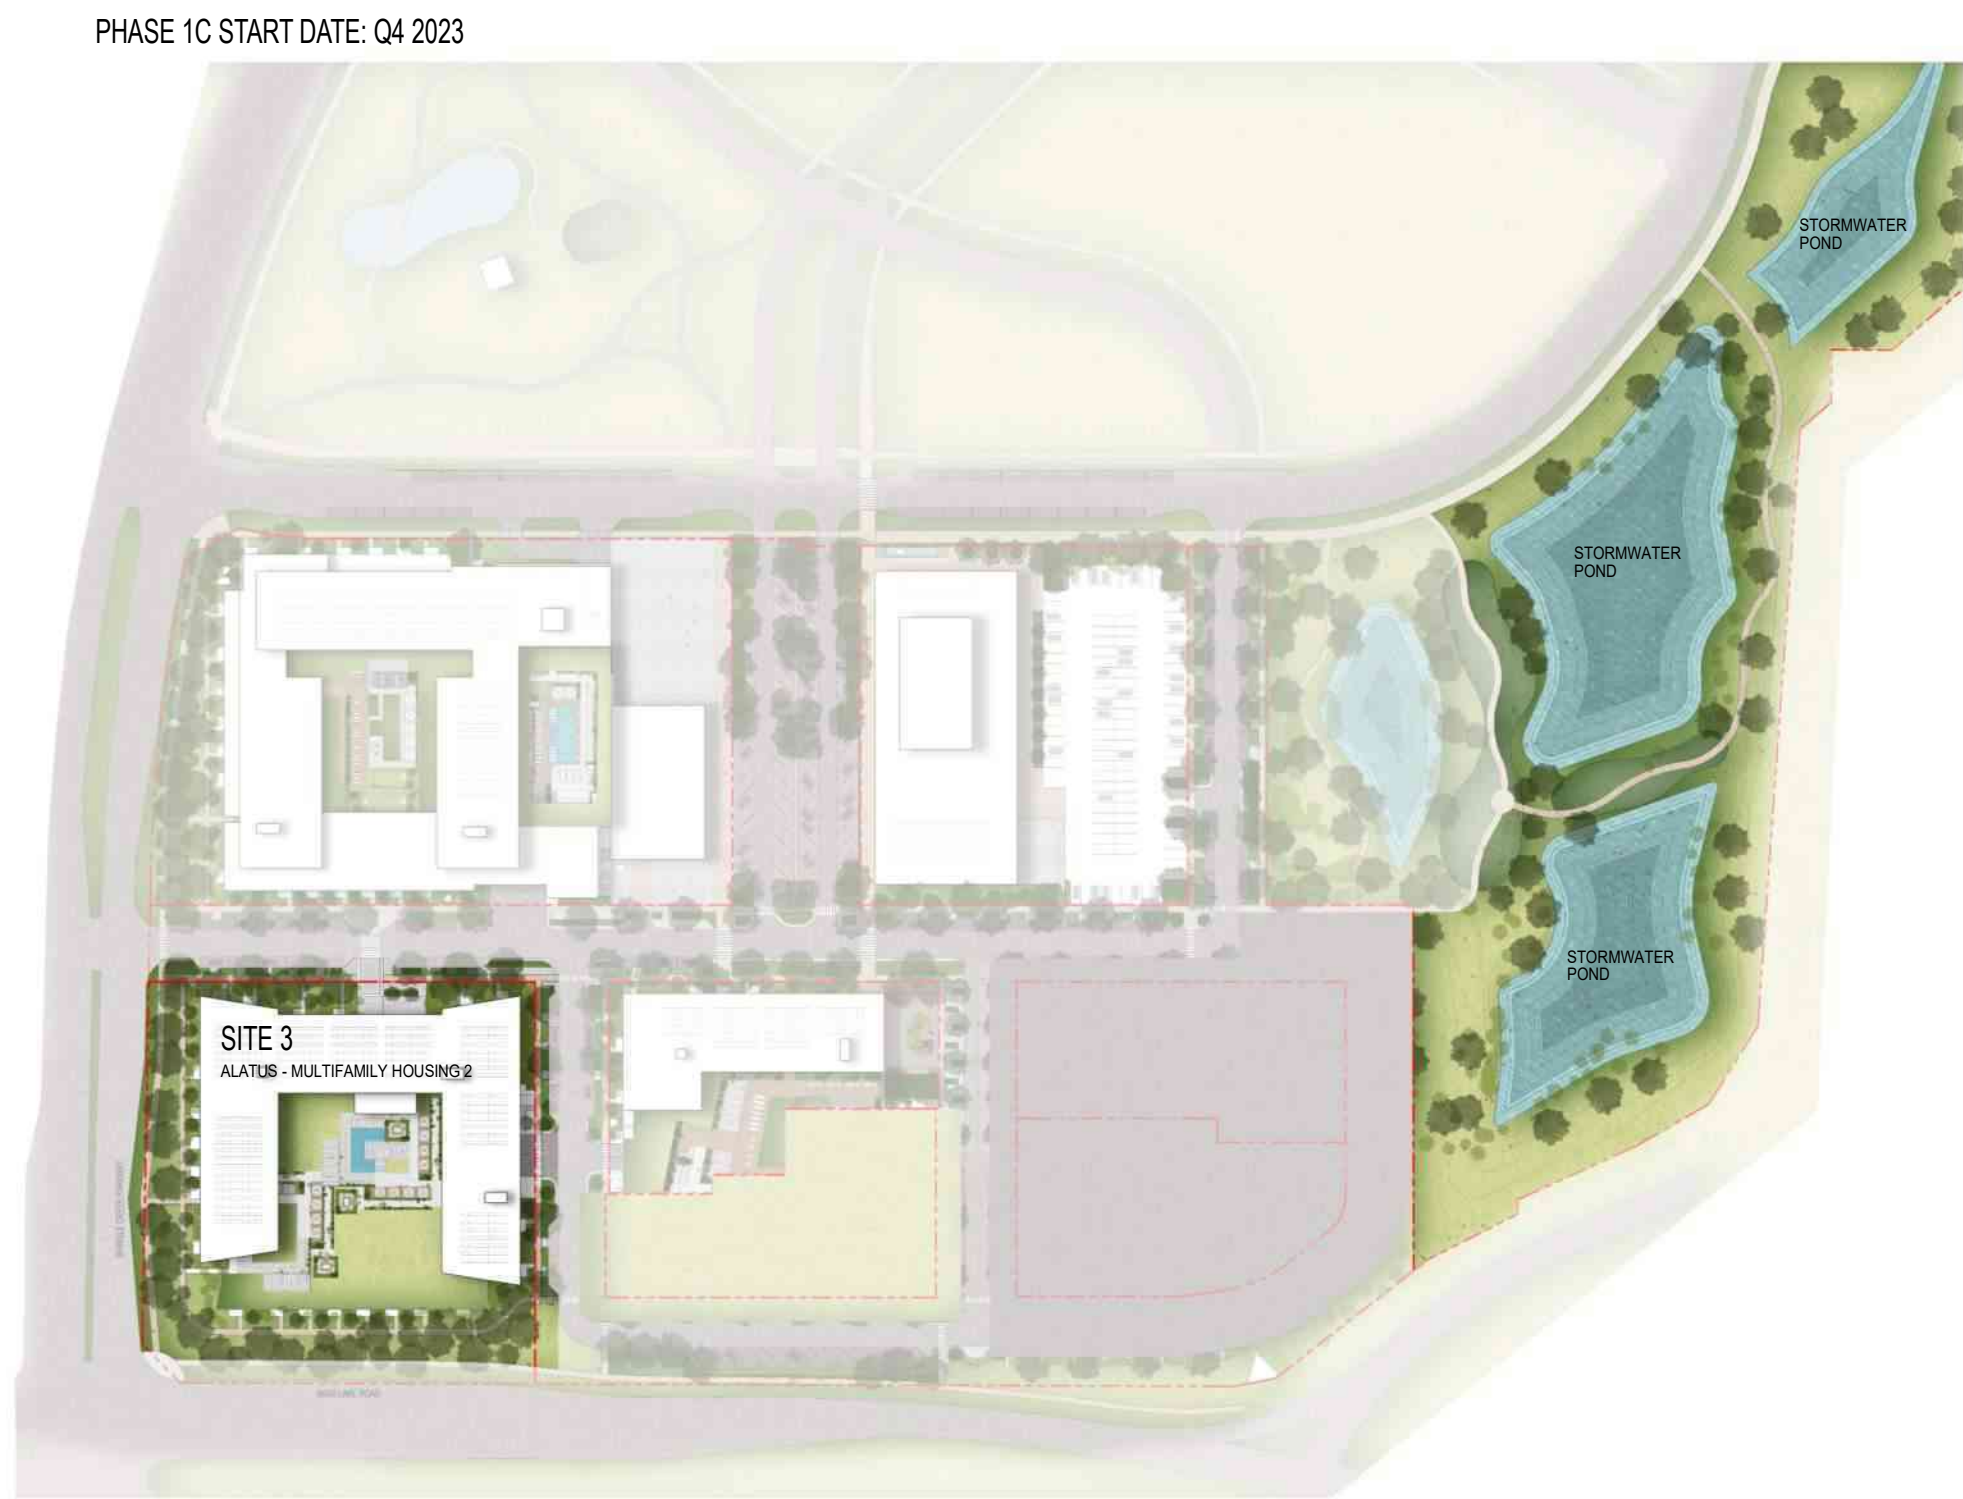 PHASE 1C START DATE: Q4 2023
STORMWATER
POND
STORMWATER
POND
STORMWATER
POND
SITE 3
ALATUS - MULTIFAMILY HOUSING 2